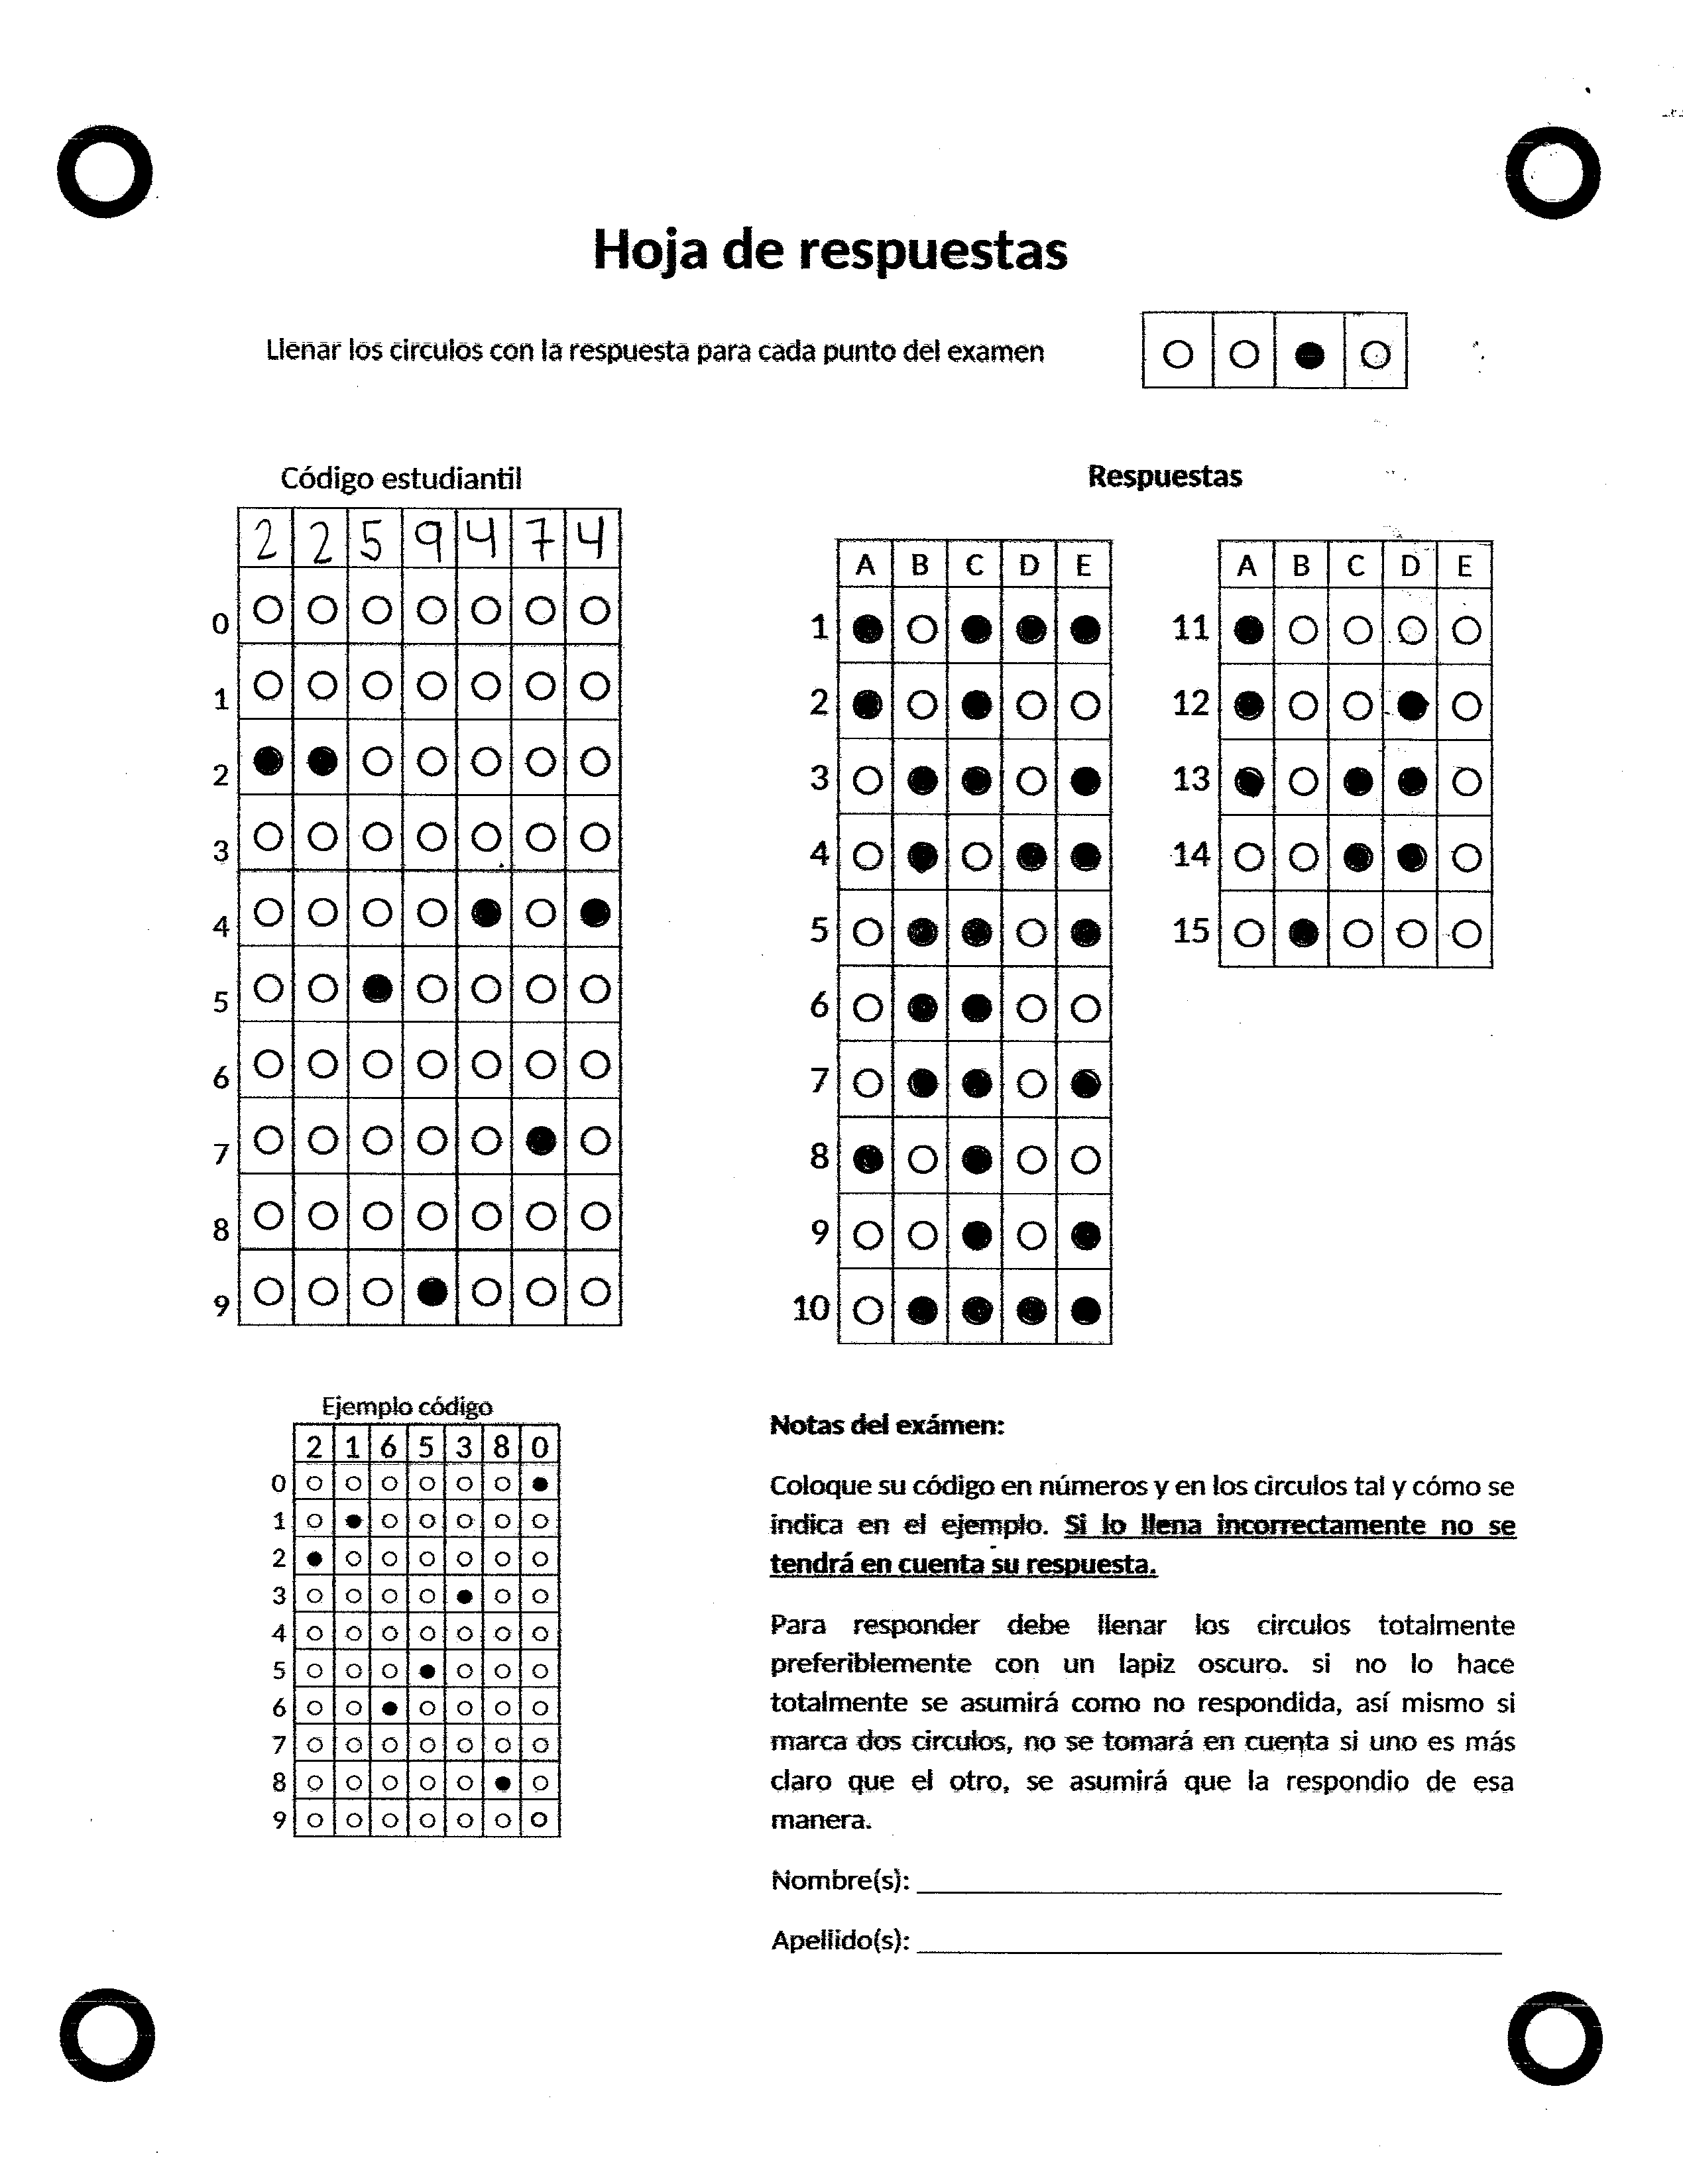 Hoja de respuestas
Llenar los circulos con la respuesta para cada punto del examen
Código estudiantil
2 2 5 9 4 7 4
0
1
2
3
4
5
6
7
8
9
Respuestas
A B C D E
1
2
3
4
5
6
7
8
9
10
A B C D E
11
12
13
14
15
Ejemplo código
2 1 6 5 3 8 0
0
1
2
3
4
5
6
7
8
9
Notas del exámen:
Coloque su código en números y en los circulos tal y cómo se
indica en el ejemplo. Si lo llena incorrectamente no se
tendrá en cuenta su respuesta.
Para responder debe llenar los circulos totalmente
preferiblemente con un lapiz oscuro. si no lo hace
totalmente se asumirá como no respondida, así mismo si
marca dos circulos, no se tomará en cuenta si uno es más
claro que el otro, se asumirá que la respondio de esa
manera.
Nombre(s):
Apellido(s):